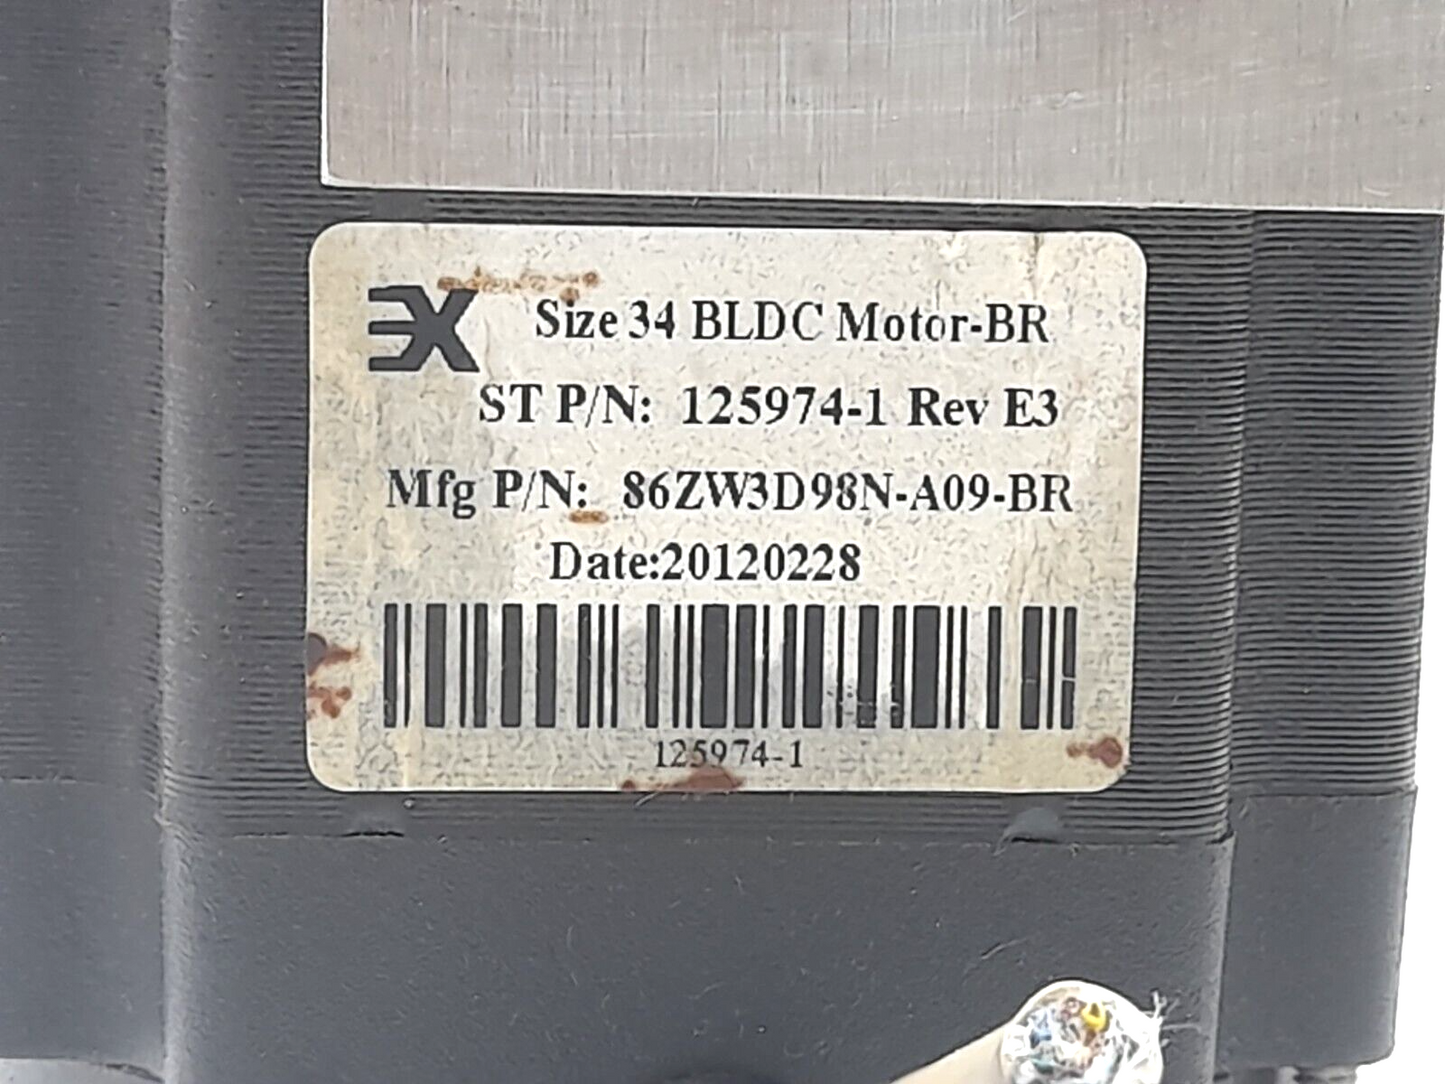 EX Size 34 BLDC Motor-BR
ST P/N: 125974-1 Rev E3
Mfg P/N: 86ZW3D98N-A09-BR
Date:20120228
125974-1